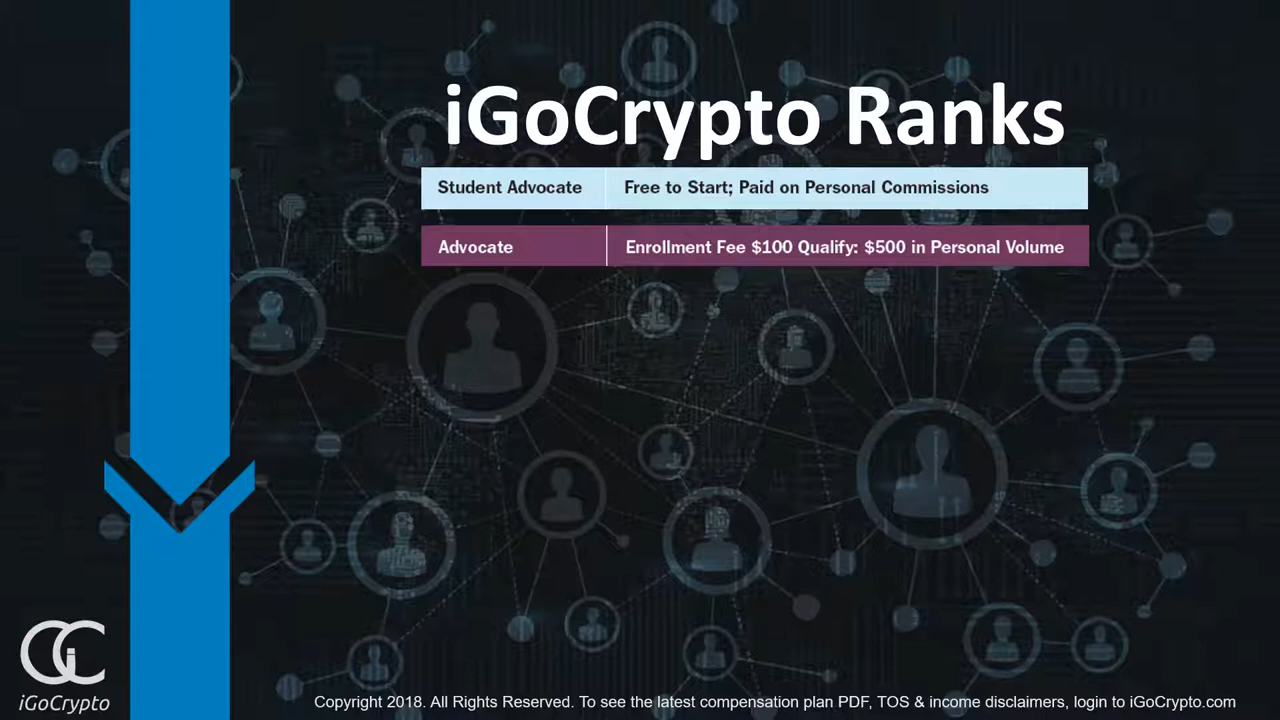 iGoCrypto Ranks
Student Advocate Free to Start; Paid on Personal Commissions
Advocate Enrollment Fee $100 Qualify: $500 in Personal Volume
GiC
iGoCrypto
Copyright 2018. All Rights Reserved. To see the latest compensation plan PDF, TOS & income disclaimers, login to iGoCrypto.com